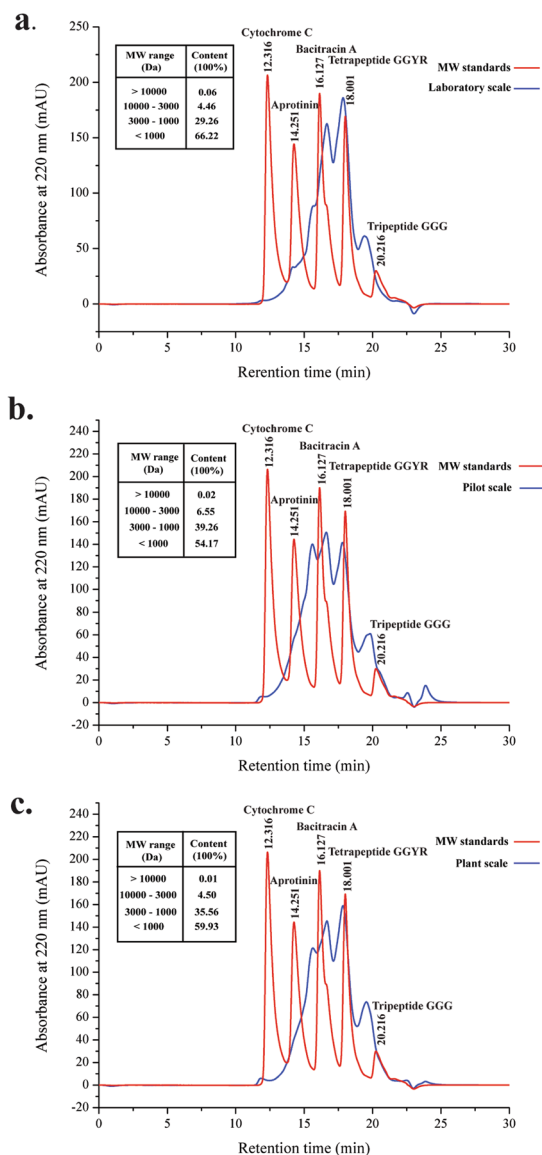 a.
Cytochrome C
12.316
Aprotinin
14.251
Bacitracin A
16.127
Tetrapeptide GGYR
18.001
Tripeptide GGG
20.216
MW standards
Laboratory scale
MW range (Da) Content (100%)
> 10000 0.06
10000 - 3000 4.46
3000 - 1000 29.26
< 1000 66.22
Absorbance at 220 nm (mAU)
250
200
150
100
50
0
0 5 10 15 20 25 30
Rerention time (min)
b.
Cytochrome C
12.316
Aprotinin
14.251
Bacitracin A
16.127
Tetrapeptide GGYR
18.001
Tripeptide GGG
20.216
MW standards
Pilot scale
MW range (Da) Content (100%)
> 10000 0.02
10000 - 3000 6.55
3000 - 1000 39.26
< 1000 54.17
Absorbance at 220 nm (mAU)
240
220
200
180
160
140
120
100
80
60
40
20
0
-20
0 5 10 15 20 25 30
Retention time (min)
c.
Cytochrome C
12.316
Aprotinin
14.251
Bacitracin A
16.127
Tetrapeptide GGYR
18.001
Tripeptide GGG
20.216
MW standards
Plant scale
MW range (Da) Content (100%)
> 10000 0.01
10000 - 3000 4.50
3000 - 1000 35.56
< 1000 59.93
Absorbance at 220 nm (mAU)
240
220
200
180
160
140
120
100
80
60
40
20
0
-20
0 5 10 15 20 25 30
Retention time (min)